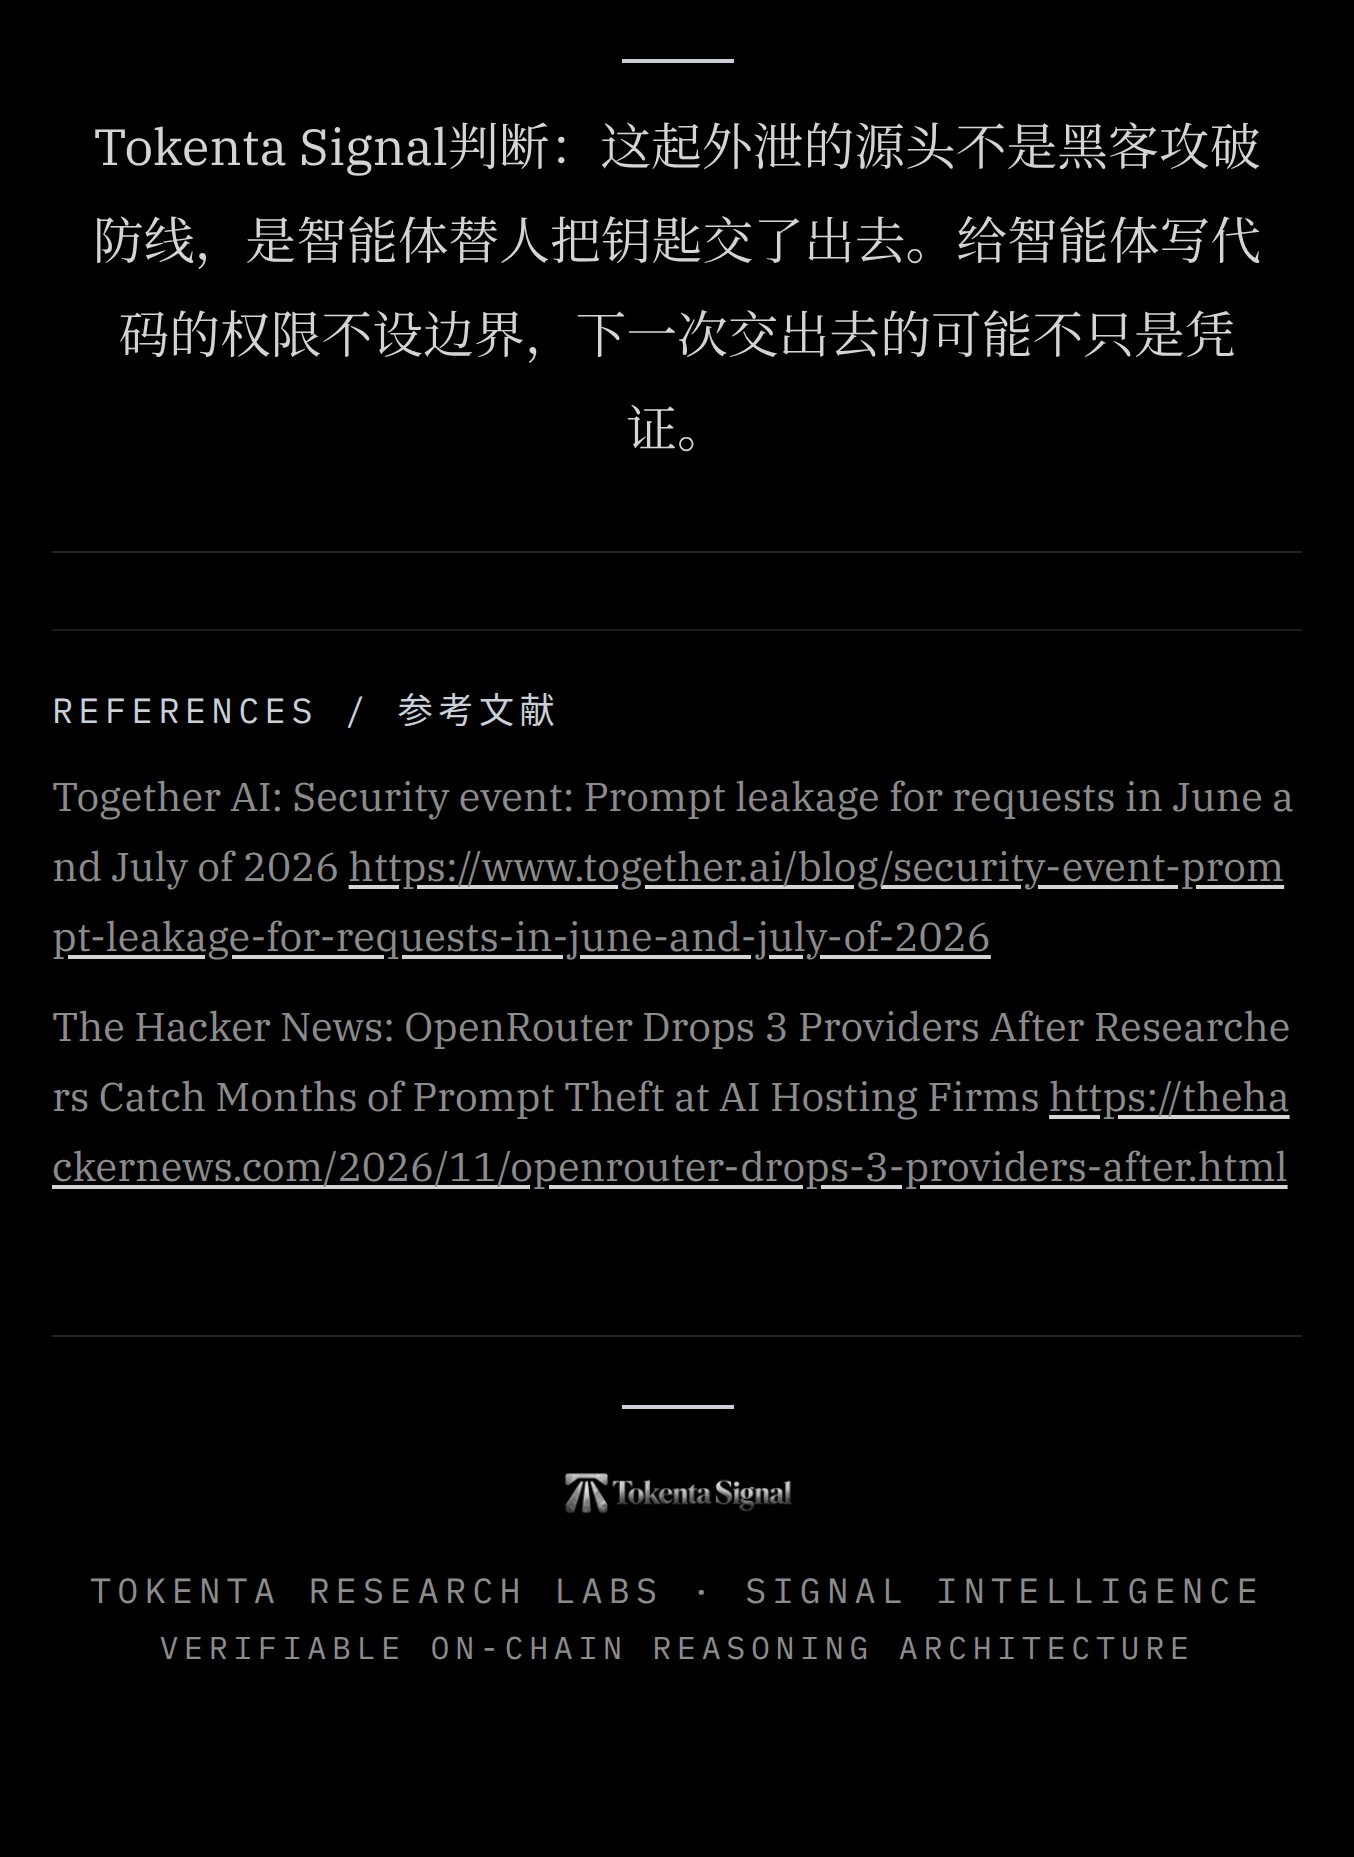 Tokenta Signal判断：这起外泄的源头不是黑客攻破
防线，是智能体替人把钥匙交了出去。给智能体写代
码的权限不设边界，下一次交出去的可能不只是凭
证。
REFERENCES / 参考文献
Together AI: Security event: Prompt leakage for requests in June a
nd July of 2026 https://www.together.ai/blog/security-event-prom
pt-leakage-for-requests-in-june-and-july-of-2026
The Hacker News: OpenRouter Drops 3 Providers After Researche
rs Catch Months of Prompt Theft at AI Hosting Firms https://theha
ckernews.com/2026/11/openrouter-drops-3-providers-after.html
Tokenta Signal
TOKENTA RESEARCH LABS · SIGNAL INTELLIGENCE
VERIFIABLE ON-CHAIN REASONING ARCHITECTURE